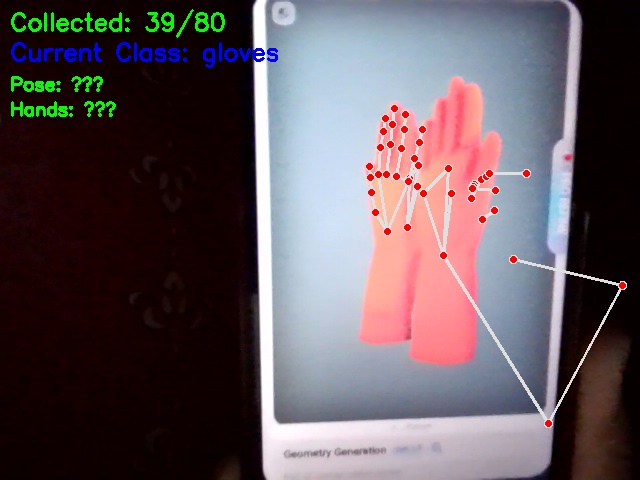 Collected: 39/80
Current Class: gloves
Pose: ???
Hands: ???
Geometry Generation